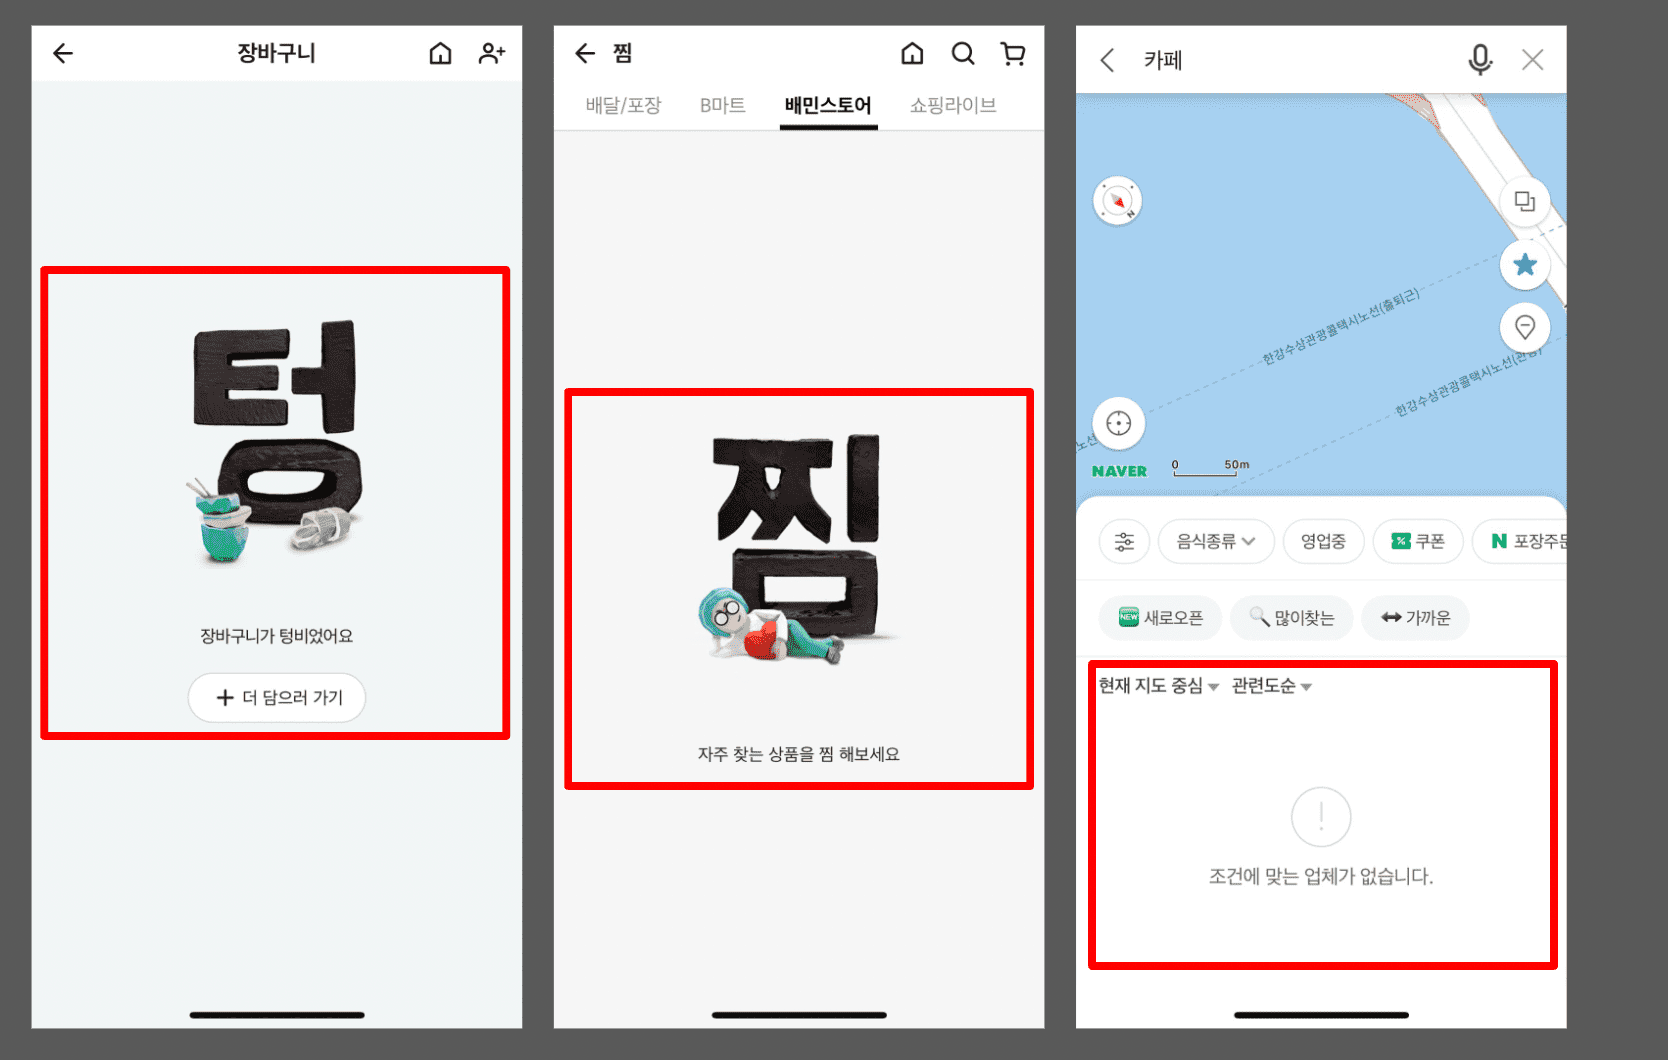 장바구니
텅
장바구니가 텅비었어요
+ 더 담으러 가기
찜
배달/포장 B마트 배민스토어 쇼핑라이브
찜
자주 찾는 상품을 찜 해보세요
카페
N
한강수상관광콜택시노선(출퇴근)
한강수상관광콜택시노선(관광)
노선
NAVER 0 50m
음식종류 영업중 % 쿠폰 N 포장주문
NEW 새로오픈 많이찾는 가까운
현재 지도 중심 관련도순
!
조건에 맞는 업체가 없습니다.